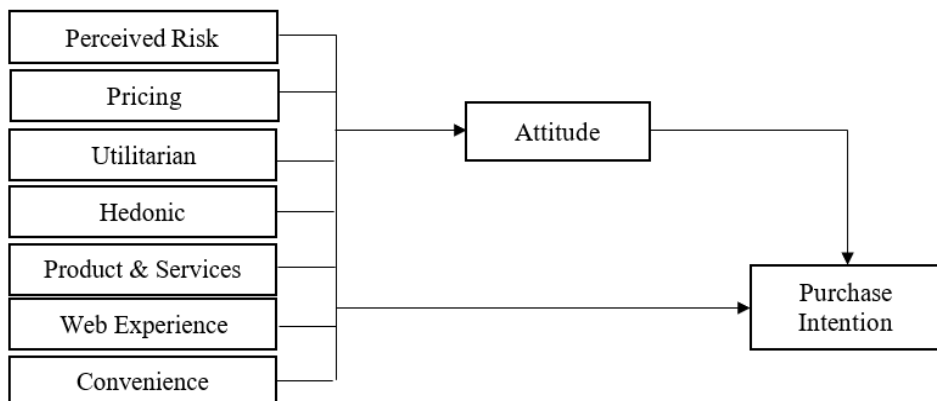 Perceived Risk
Pricing
Utilitarian
Hedonic
Product & Services
Web Experience
Convenience
Attitude
Purchase
Intention